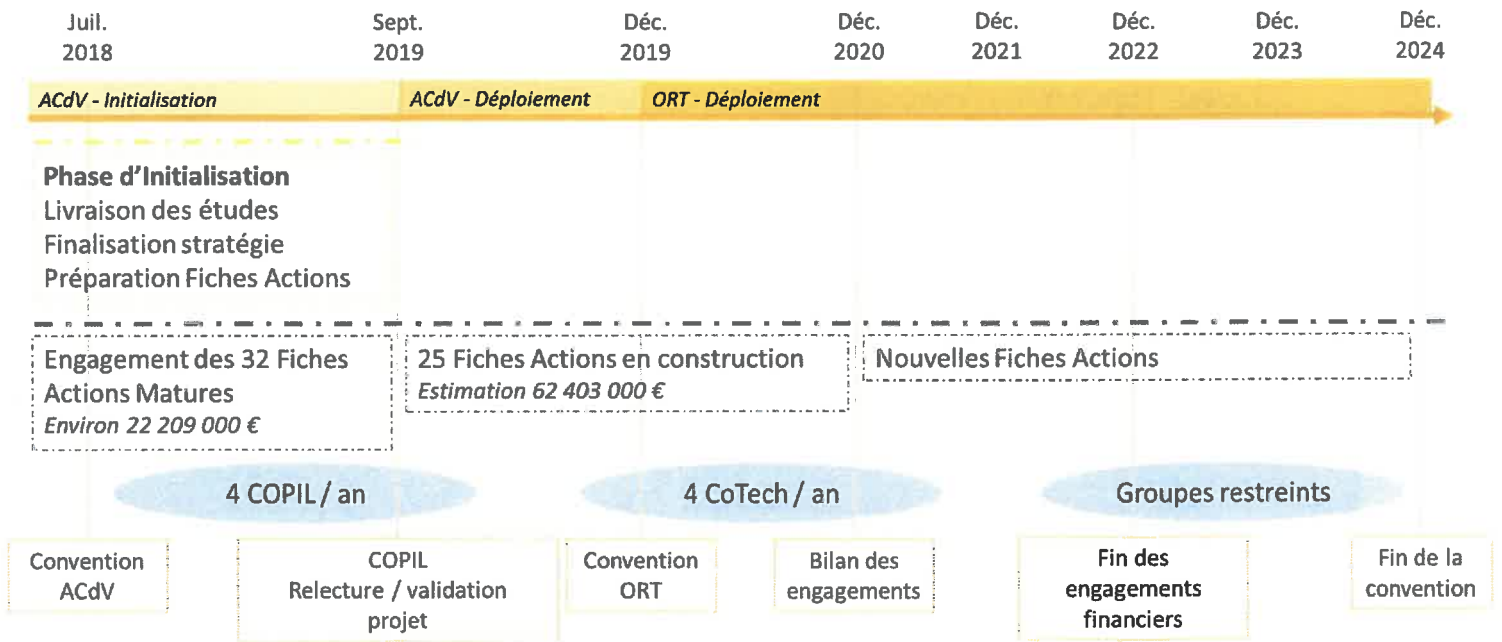 Juil.
2018
Sept.
2019
Déc.
2019
Déc.
2020
Déc.
2021
Déc.
2022
Déc.
2023
Déc.
2024
ACdV - Initialisation
ACdV - Déploiement
ORT - Déploiement
Phase d'Initialisation
Livraison des études
Finalisation stratégie
Préparation Fiches Actions
Engagement des 32 Fiches
Actions Matures
Environ 22 209 000 €
25 Fiches Actions en construction
Estimation 62 403 000 €
Nouvelles Fiches Actions
4 COPIL / an
4 CoTech / an
Groupes restreints
Convention
ACdV
COPIL
Relecture / validation
projet
Convention
ORT
Bilan des
engagements
Fin des
engagements
financiers
Fin de la
convention